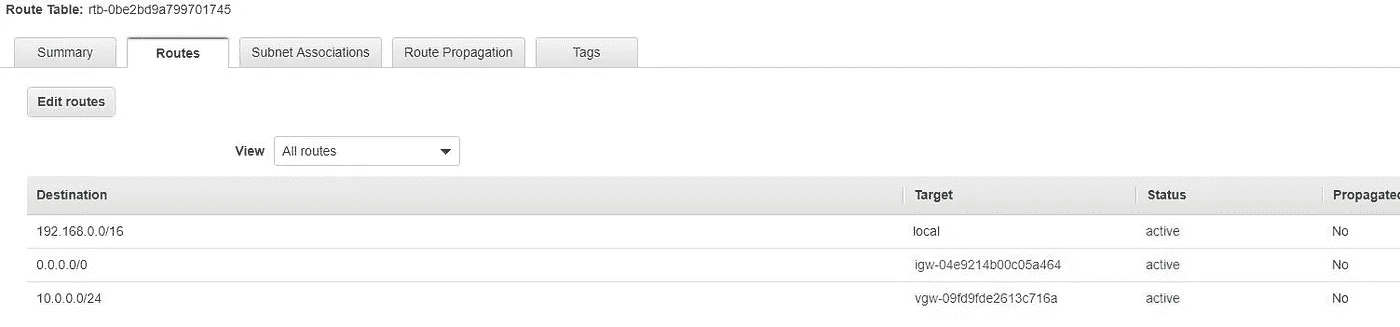 Route Table: rtb-0be2bd9a799701745
Summary Routes Subnet Associations Route Propagation Tags
Edit routes
View All routes
Destination Target Status Propagated
192.168.0.0/16 local active No
0.0.0.0/0 igw-04e9214b00c05a464 active No
10.0.0.0/24 vgw-09fd9fde2613c716a active No